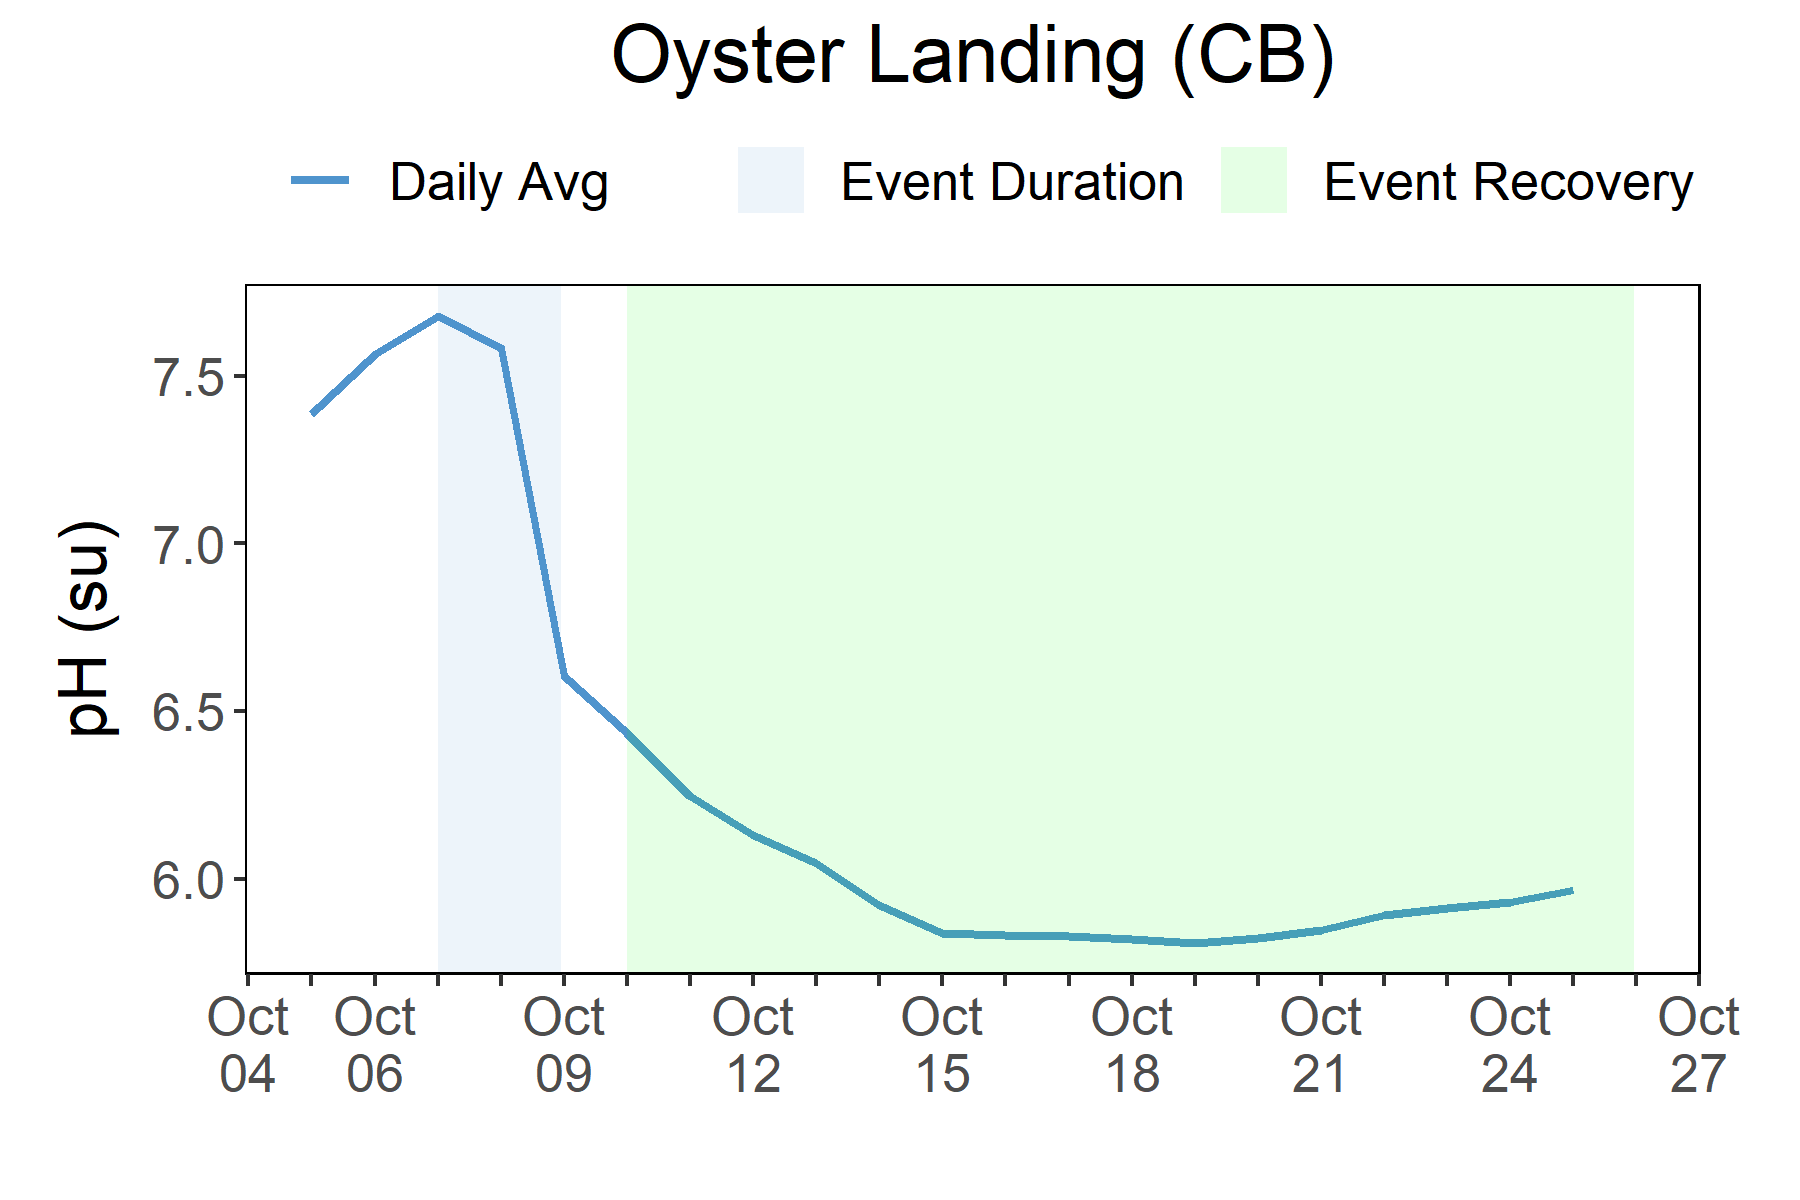 Oyster Landing (CB)
Daily Avg Event Duration Event Recovery
pH (su)
7.5
7.0
6.5
6.0
Oct Oct Oct Oct Oct Oct Oct Oct Oct
04 06 09 12 15 18 21 24 27